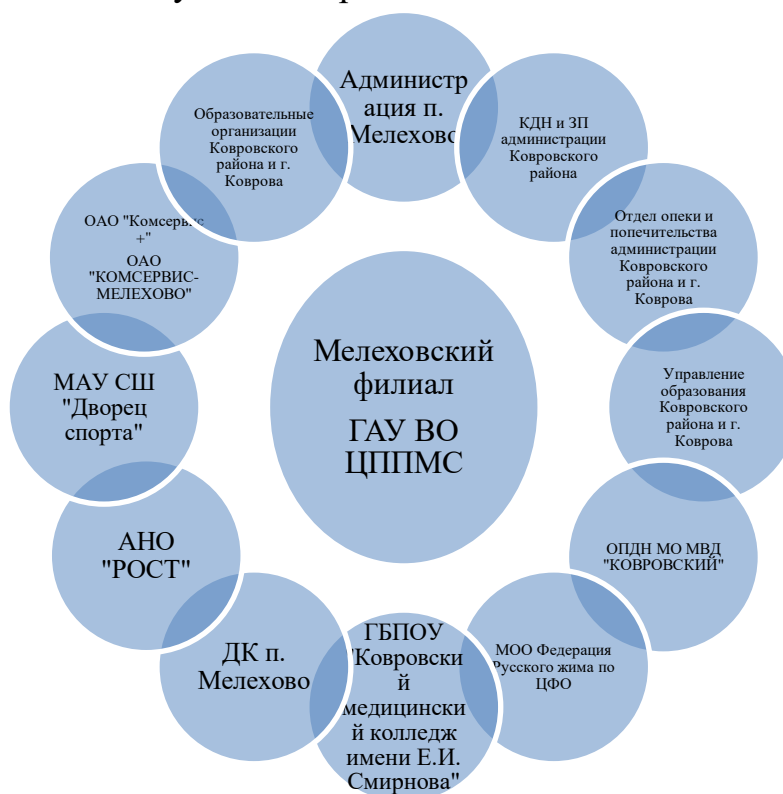 Администр
ация п.
Мелехово
КДН и ЗП
администрации
Ковровского
района
Отдел опеки и
попечительства
администрации
Ковровского
района и г.
Коврова
Управление
образования
Ковровского
района и г.
Коврова
ОПДН МО МВД
"КОВРОВСКИЙ"
МОО Федерация
Русского жима по
ЦФО
ГБПОУ
"Ковровски
й
медицински
й колледж
имени Е.И.
Смирнова"
ДК п.
Мелехово
АНО
"РОСТ"
МАУ СШ
"Дворец
спорта"
ОАО "Комсервис
+"
ОАО
"КОМСЕРВИС-
МЕЛЕХОВО"
Образовательные
организации
Ковровского
района и г.
Коврова
Мелеховский
филиал
ГАУ ВО
ЦППМС